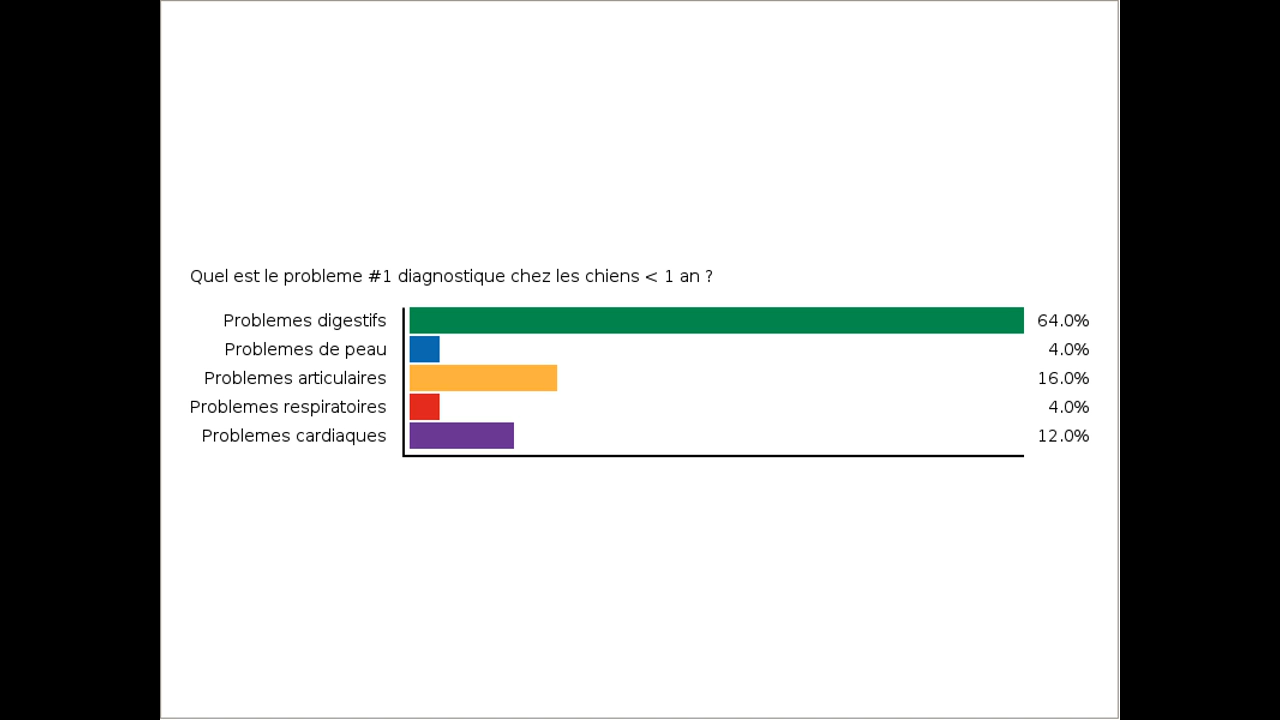 Quel est le probleme #1 diagnostique chez les chiens < 1 an ?
Problemes digestifs 64.0%
Problemes de peau 4.0%
Problemes articulaires 16.0%
Problemes respiratoires 4.0%
Problemes cardiaques 12.0%